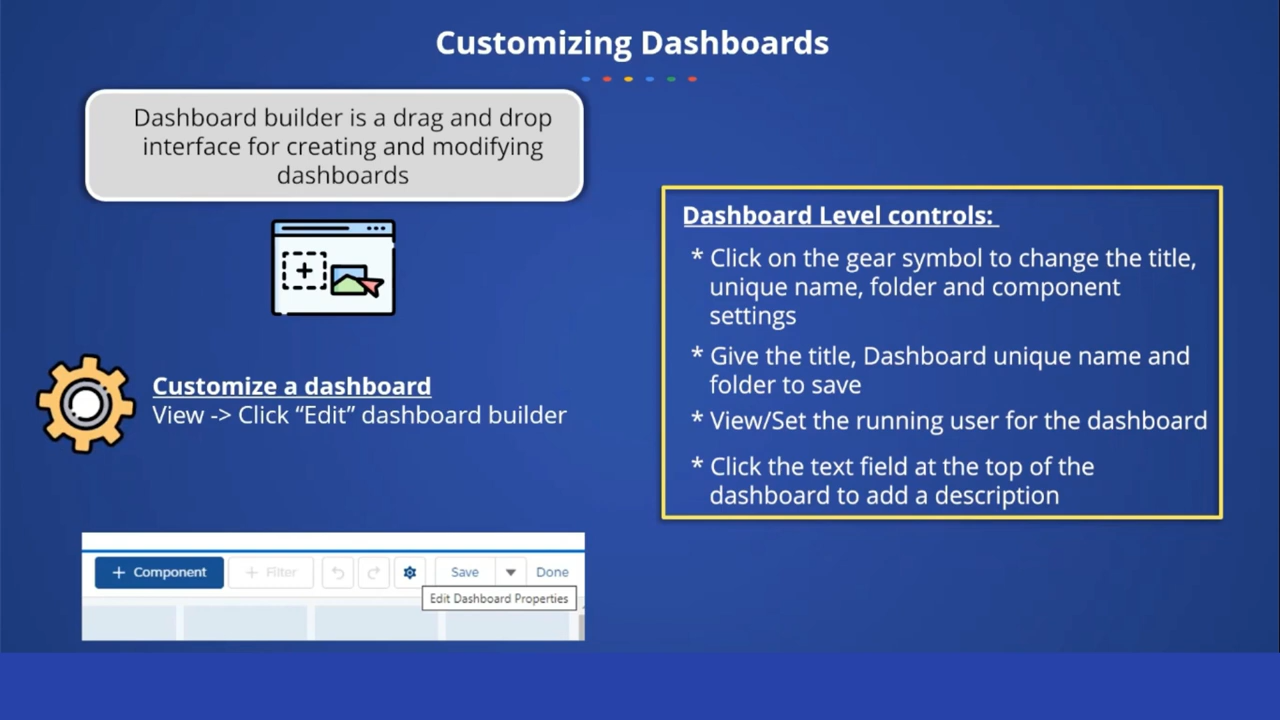 Customizing Dashboards
Dashboard builder is a drag and drop
interface for creating and modifying
dashboards
Customize a dashboard
View -> Click “Edit” dashboard builder
Dashboard Level controls:
* Click on the gear symbol to change the title,
unique name, folder and component
settings
* Give the title, Dashboard unique name and
folder to save
* View/Set the running user for the dashboard
* Click the text field at the top of the
dashboard to add a description
+ Component + Filter Save Done
Edit Dashboard Properties